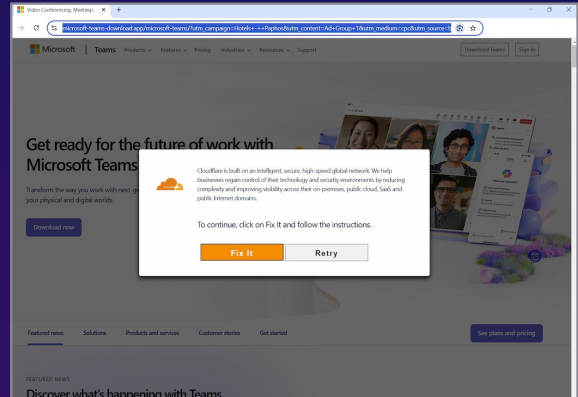 Video Conferencing, Meetings
microsoft-teams-download.app/microsoft-teams/?utm_campaign=Hotels+-++Paphos&utm_content=Ad+Group+1&utm_medium=cpc&utm_source=
Microsoft Teams Products Features Pricing Industries Resources Support Download Teams Sign in
Get ready for the future of work with
Microsoft Teams
Transform the way you work with next-ge
your physical and digital worlds.
Download now
Cloudflare is built on an intelligent, secure, high-speed global network. We help
businesses regain control of their technology and security environments by reducing
complexity and improving visibility across their on-premises, public cloud, SaaS and
public Internet domains.
To continue, click on Fix It and follow the instructions.
Fix It Retry
Featured news Solutions Products and services Customer stories Get started See plans and pricing
FEATURED NEWS
Discover what's happening with Teams